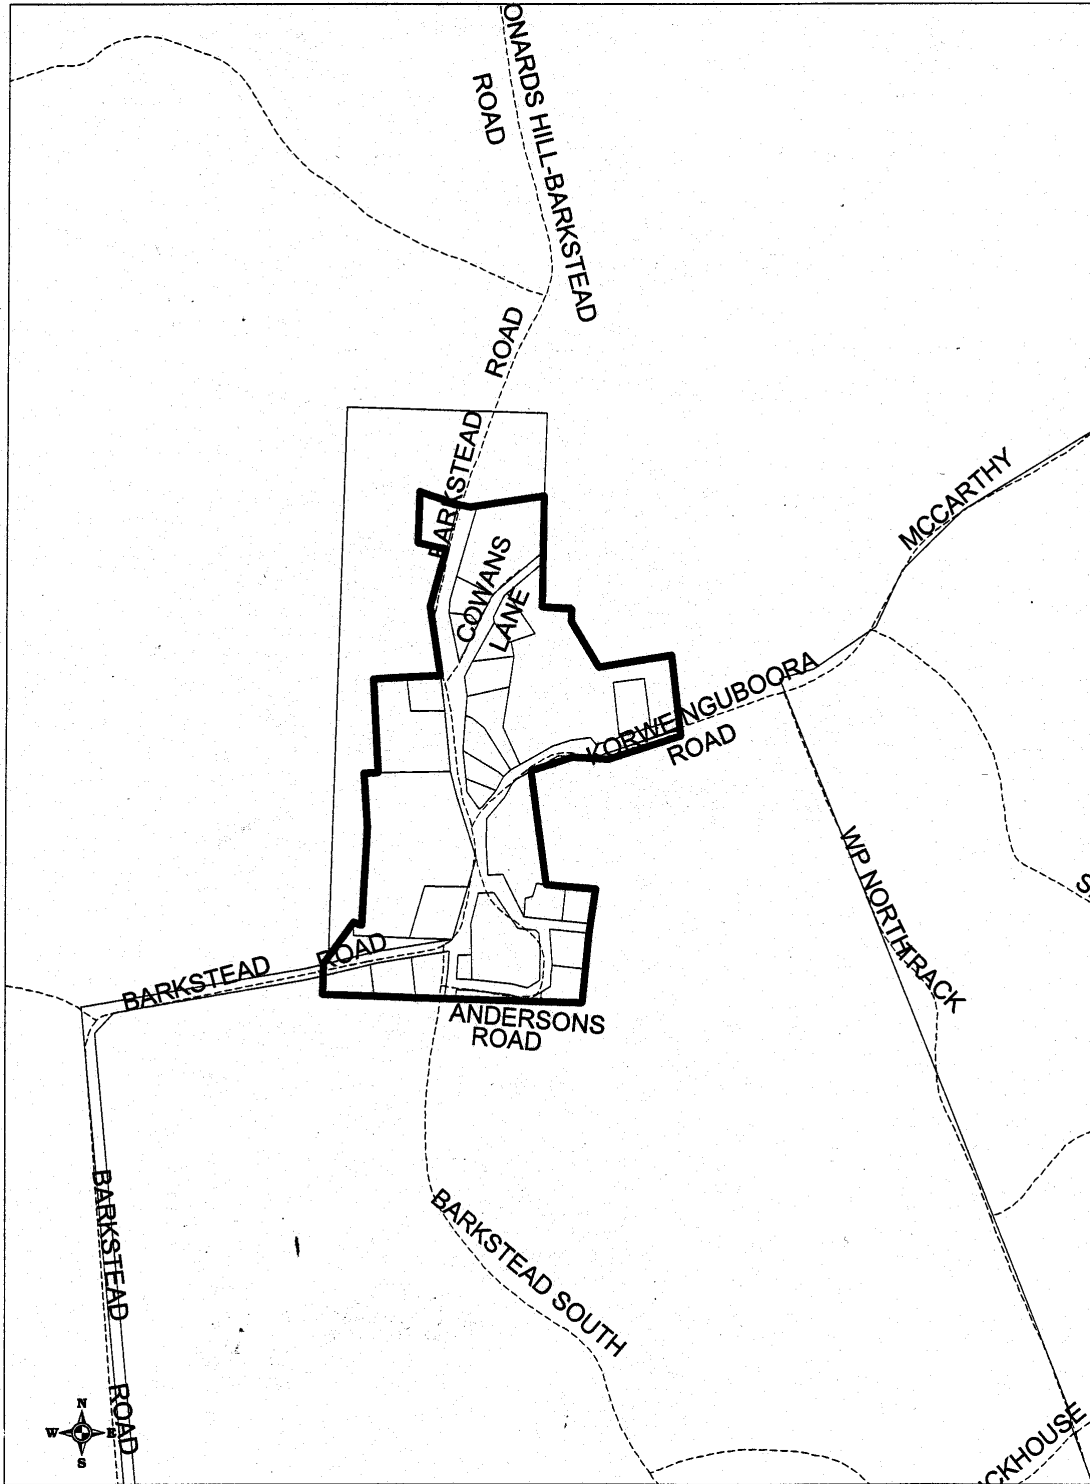 ONARDS HILL-BARKSTEAD
ROAD
ROAD
BARKSTEAD
MCCARTHY
COWANS
LANE
KORWEINGUBOORA
ROAD
WP NORTH TRACK
S
ROAD
BARKSTEAD
ANDERSONS
ROAD
BARKSTEAD
BARKSTEAD SOUTH
ROAD
CKHOUSE
N
W E
S